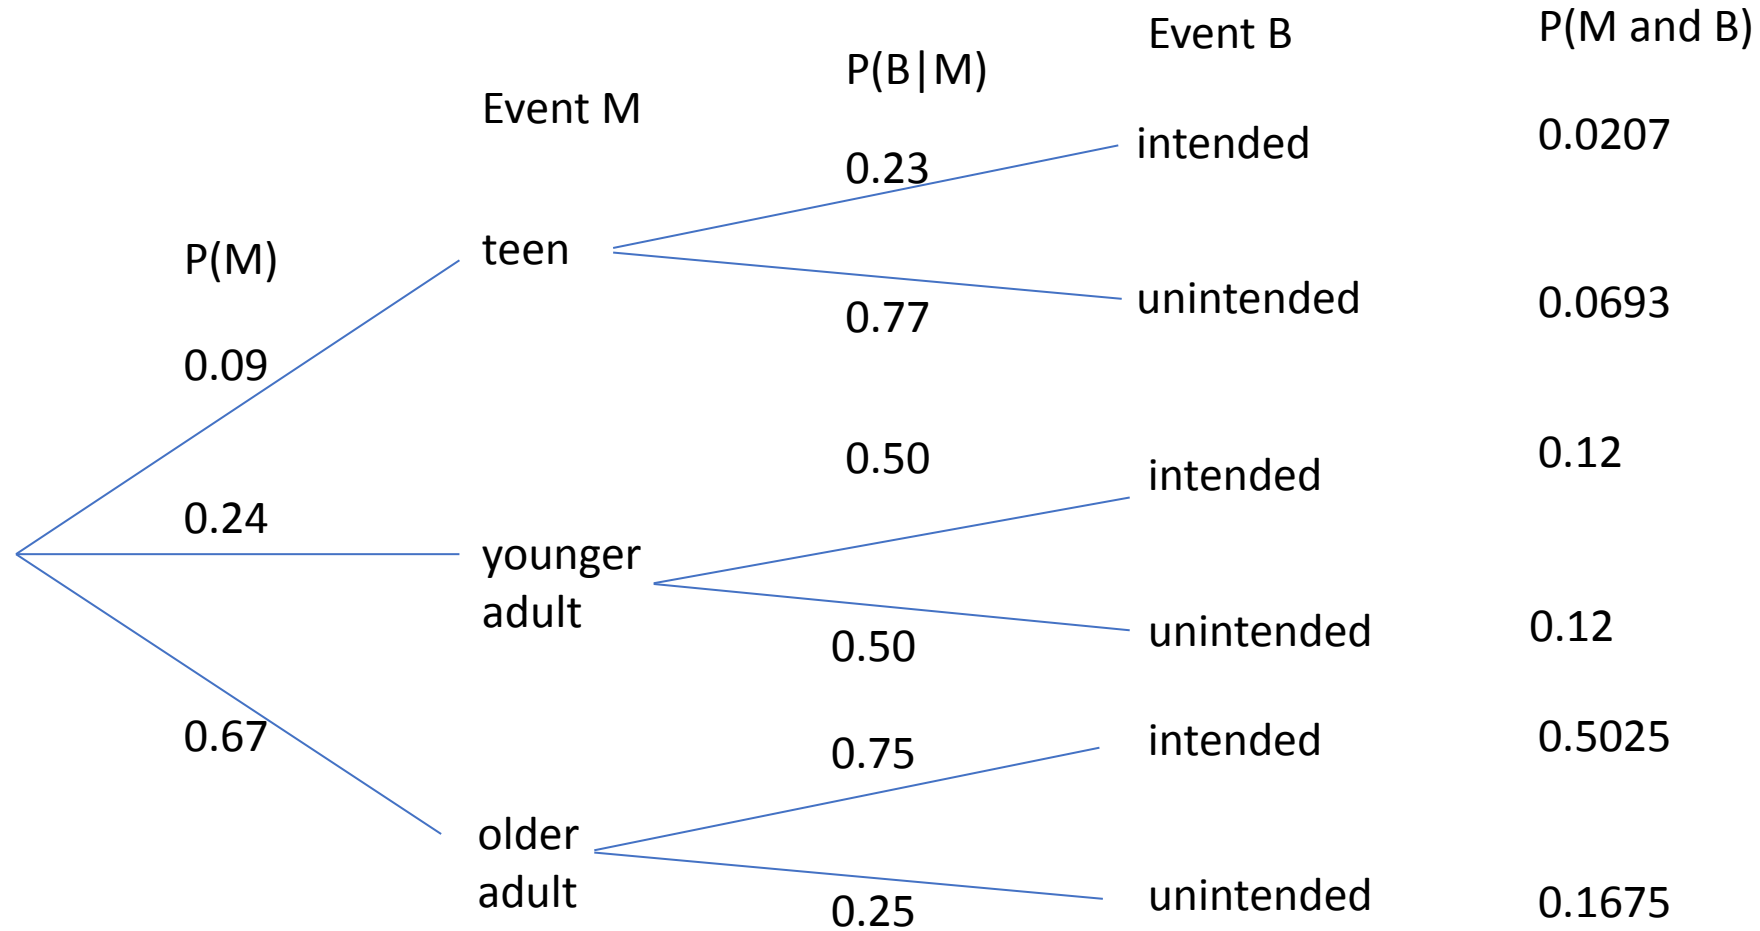 P(M)
0.09
0.24
0.67
Event M
teen
younger
adult
older
adult
P(B|M)
0.23
0.77
0.50
0.50
0.75
0.25
Event B
intended
unintended
intended
unintended
intended
unintended
P(M and B)
0.0207
0.0693
0.12
0.12
0.5025
0.1675